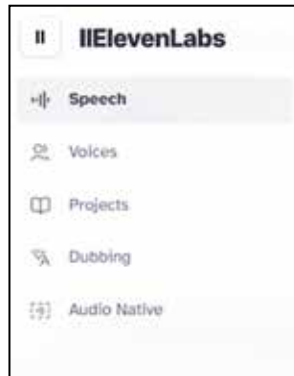 IIElevenLabs
Speech
Voices
Projects
Dubbing
Audio Native